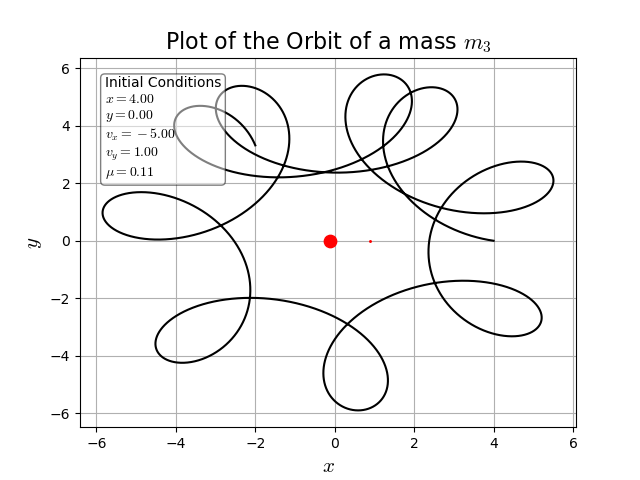 Plot of the Orbit of a mass m₃
Initial Conditions
x = 4.00
y = 0.00
vₓ = −5.00
v_y = 1.00
μ = 0.11
6
4
2
0
−2
−4
−6
y
−6 −4 −2 0 2 4 6
x